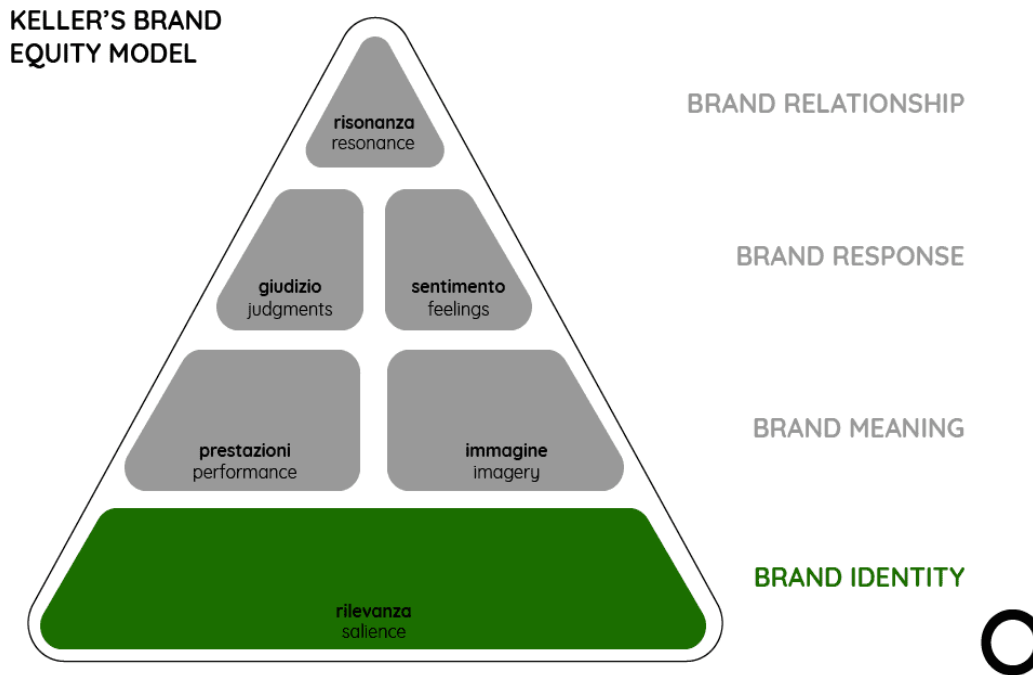 KELLER'S BRAND
EQUITY MODEL
risonanza
resonance
BRAND RELATIONSHIP
giudizio
judgments
sentimento
feelings
BRAND RESPONSE
prestazioni
performance
immagine
imagery
BRAND MEANING
rilevanza
salience
BRAND IDENTITY